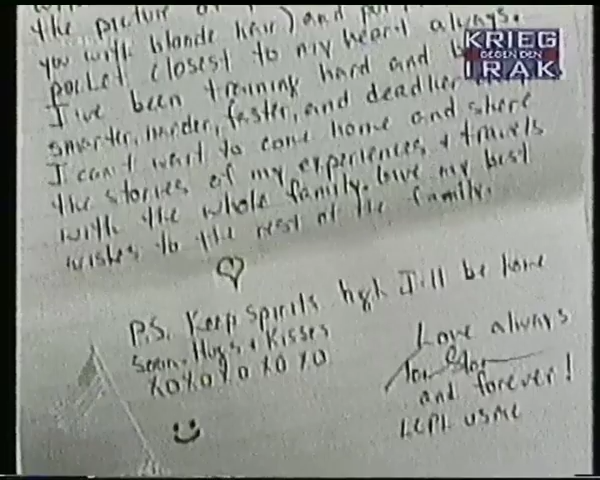 the picture of
you with blonde hair) and put
pocket closest to my heart always.
I've been training hard and
smarter, harder, faster, and deadlier
I can't wait to come home and share
the stories of my experiences & travels
with the whole family. Give my best
wishes to the rest of the family.
P.S. Keep spirits high I'll be home
Soon. Hugs & Kisses
XOXOXOXOXO
Love always
and forever!
LCPL USMC
KRIEG
GEGEN DEN
IRAK